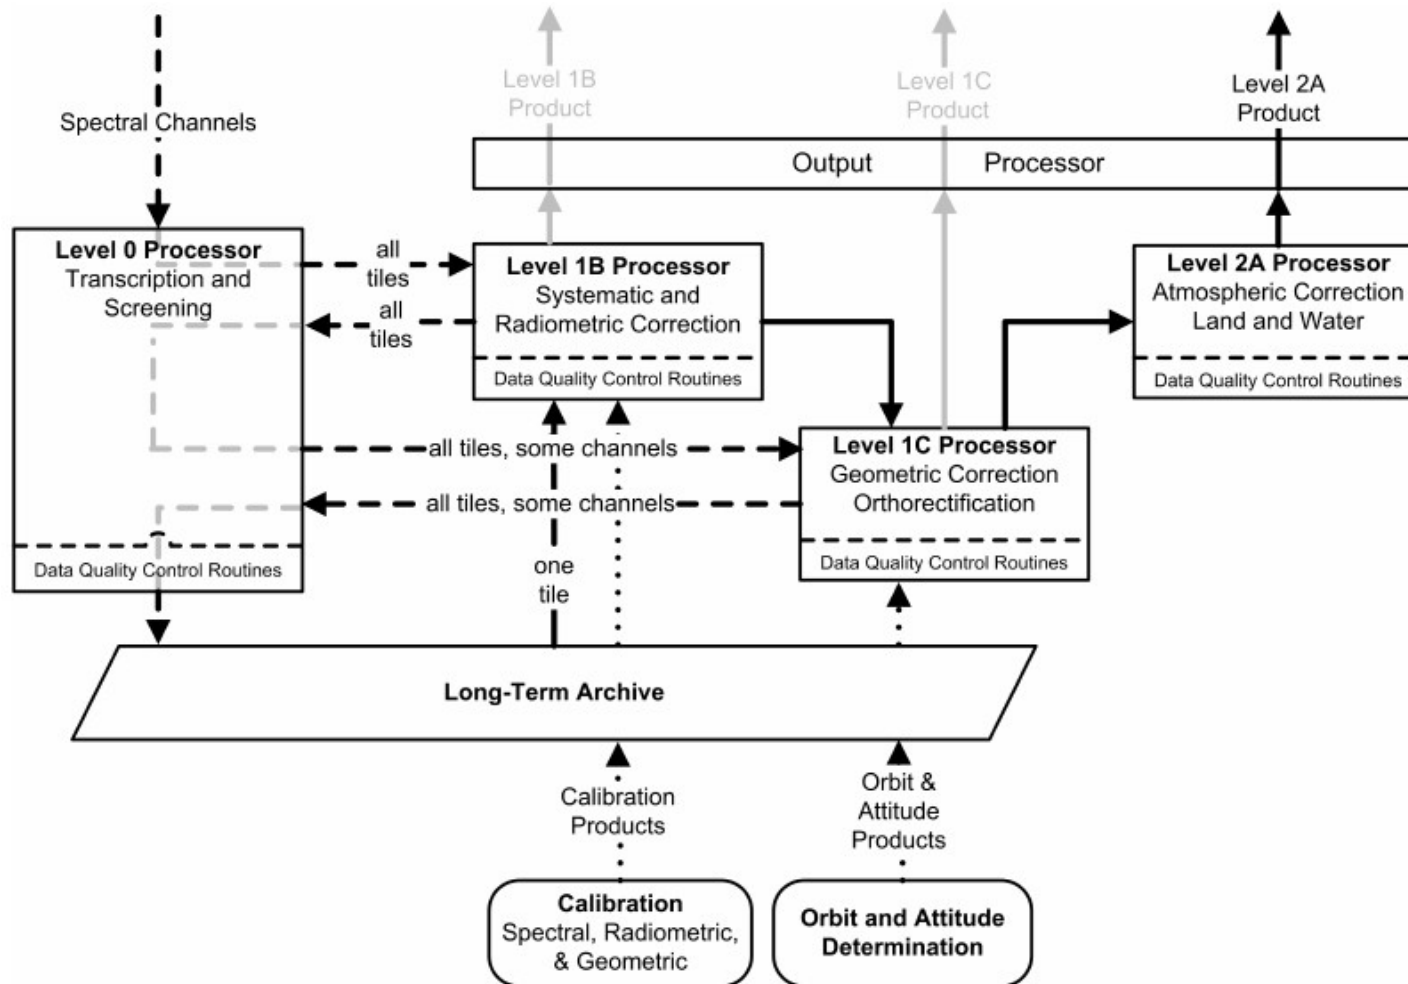 Spectral Channels
Level 1B
Product
Level 1C
Product
Level 2A
Product
Output Processor
Level 0 Processor
Transcription and
Screening
Data Quality Control Routines
all
tiles
all
tiles
Level 1B Processor
Systematic and
Radiometric Correction
Data Quality Control Routines
Level 2A Processor
Atmospheric Correction
Land and Water
Data Quality Control Routines
all tiles, some channels
all tiles, some channels
Level 1C Processor
Geometric Correction
Orthorectification
Data Quality Control Routines
one
tile
Long-Term Archive
Calibration
Products
Orbit &
Attitude
Products
Calibration
Spectral, Radiometric,
& Geometric
Orbit and Attitude
Determination